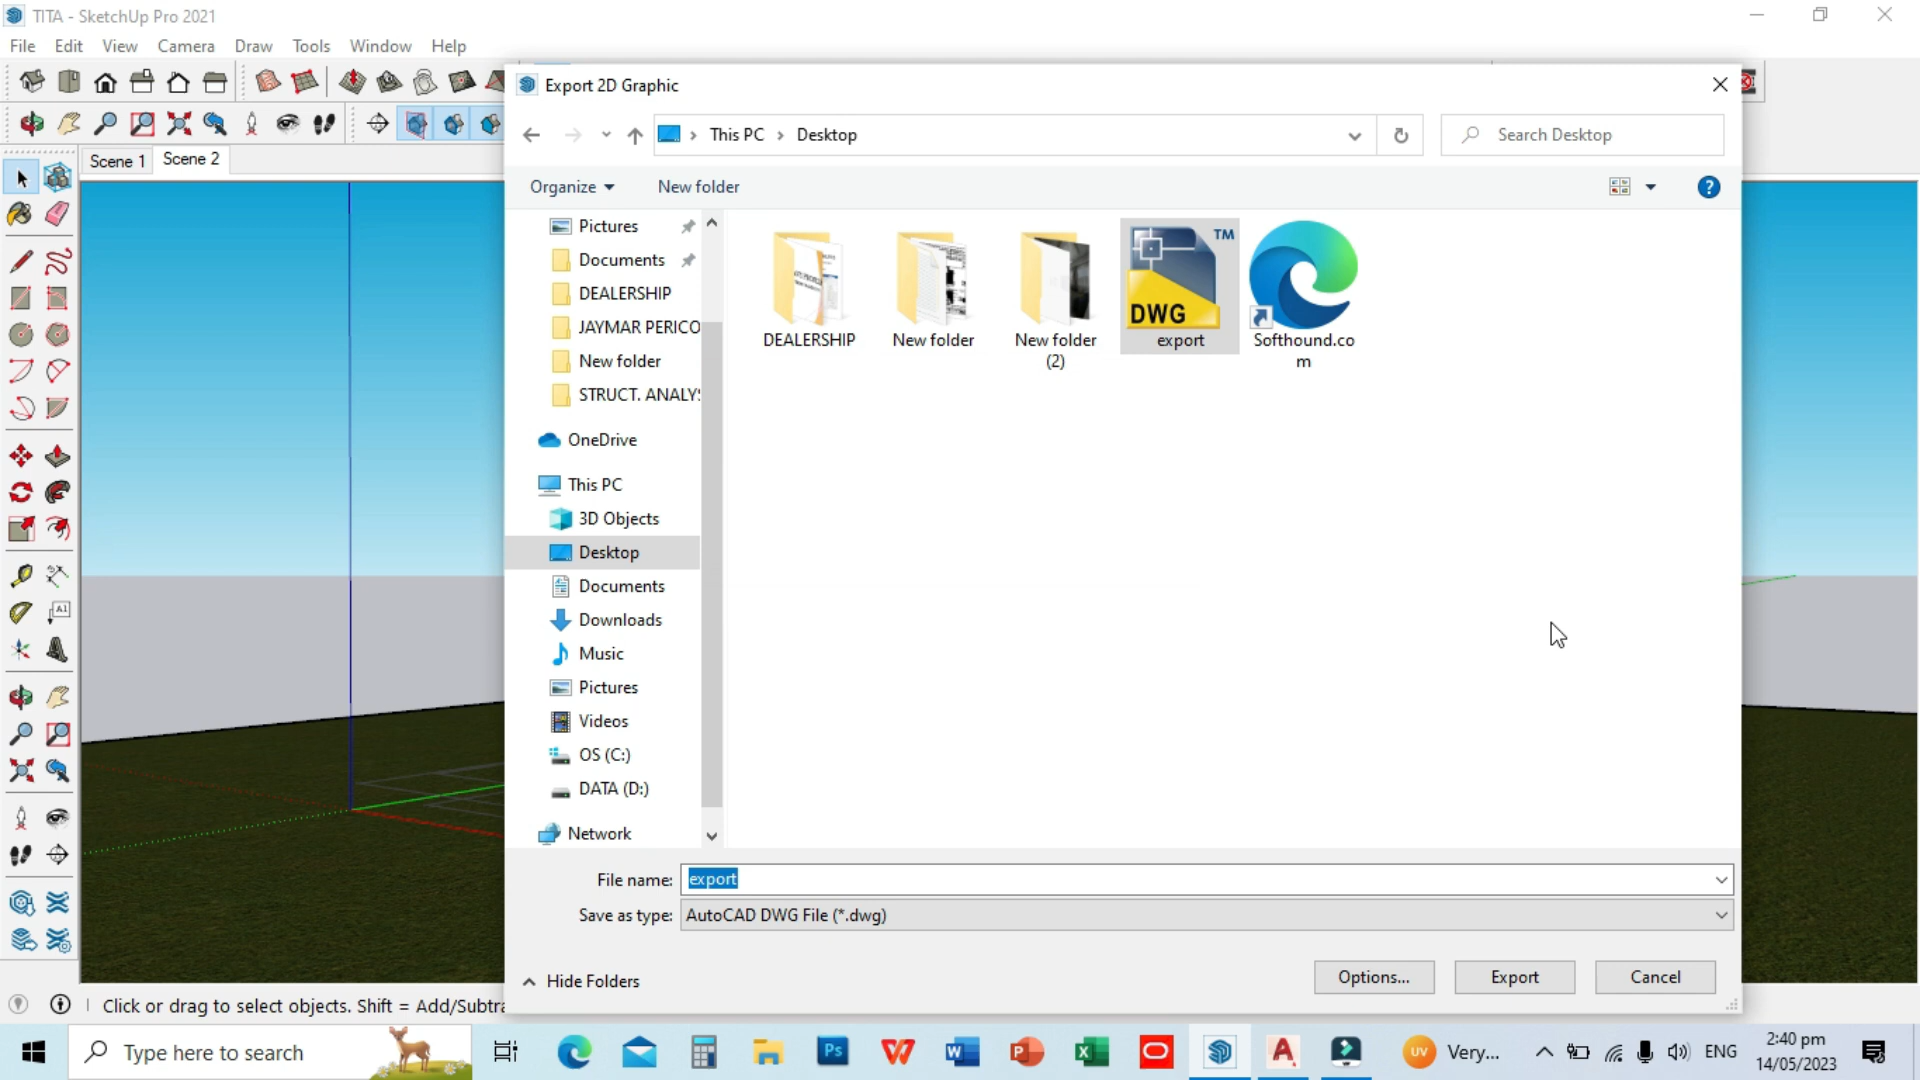 TITA - SketchUp Pro 2021
File Edit View Camera Draw Tools Window Help
Export 2D Graphic
This PC Desktop
Search Desktop
Scene 1 Scene 2
Organize New folder
Pictures
Documents
DEALERSHIP
JAYMAR PERICO
New folder
STRUCT. ANALYS
OneDrive
This PC
3D Objects
Desktop
Documents
Downloads
Music
Pictures
Videos
OS (C:)
DATA (D:)
Network
TM
DWG
DEALERSHIP
New folder
New folder
(2)
export
Softhound.co
m
A1
File name: export
Save as type: AutoCAD DWG File (*.dwg)
Hide Folders
Options... Export Cancel
Click or drag to select objects. Shift = Add/Subtra
Type here to search
Ps
UV Very...
ENG
2:40 pm
14/05/2023